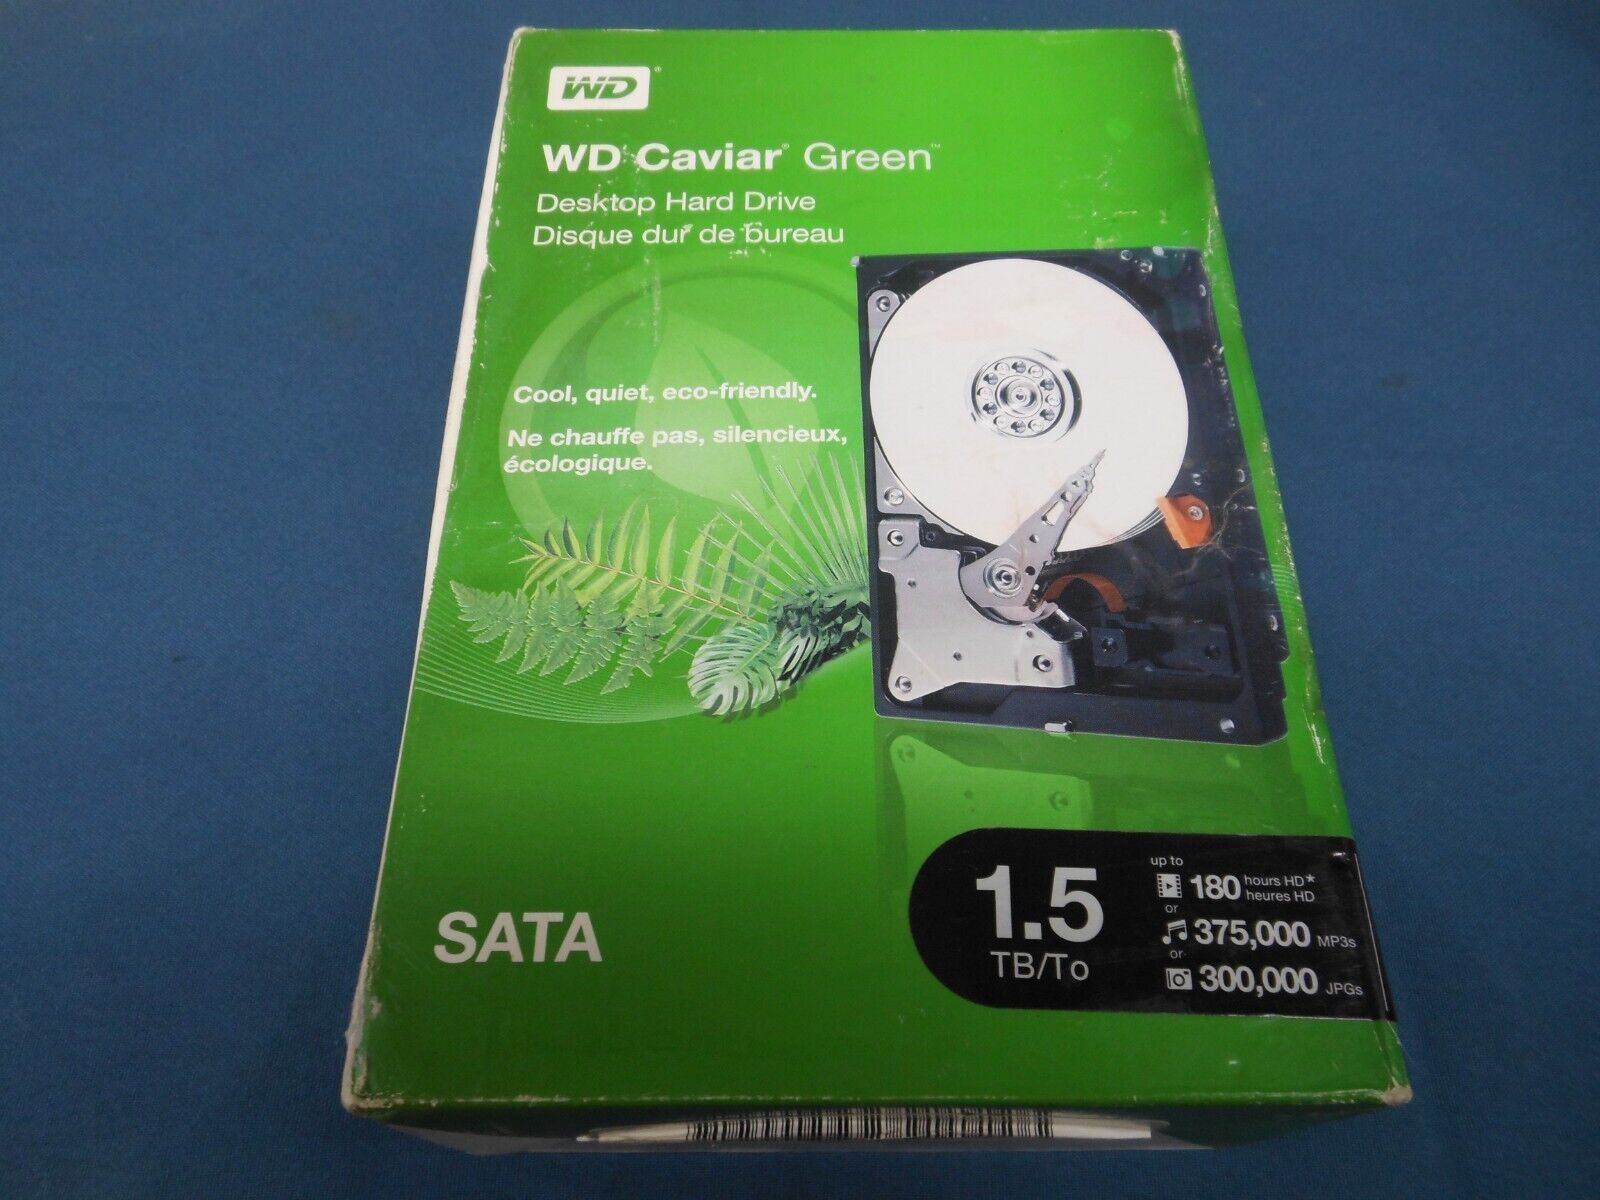 WD®
WD Caviar® Green™
Desktop Hard Drive
Disque dur de bureau
Cool, quiet, eco-friendly.
Ne chauffe pas, silencieux,
écologique.
SATA
1.5
TB/To
up to
180 hours HD*
heures HD
or
375,000 MP3s
or
300,000 JPGs